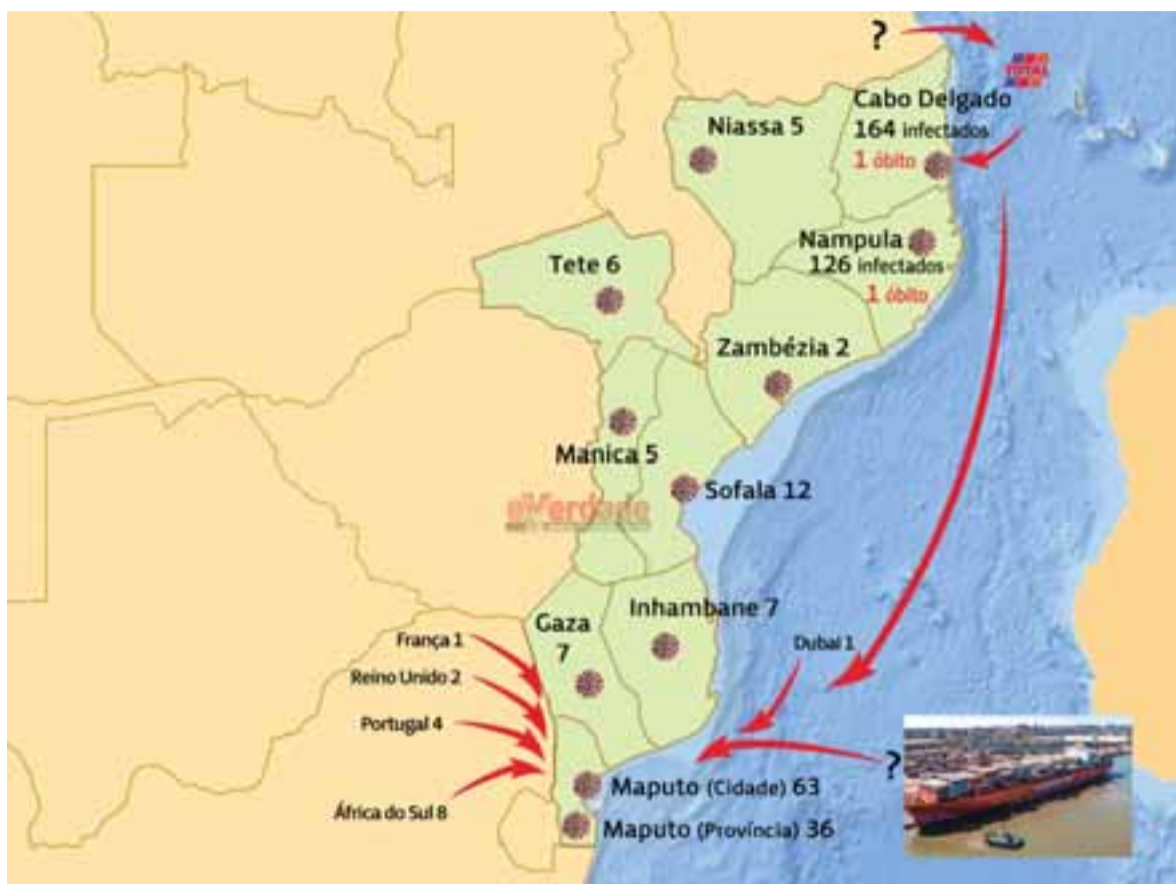 ?
TOTAL
Cabo Delgado
164 infectados
1 óbito
Niassa 5
Nampula
126 infectados
1 óbito
Tete 6
Zambézia 2
Manica 5
Sofala 12
@Verdade
Inhambane 7
Gaza
7
França 1
Reino Unido 2
Portugal 4
África do Sul 8
Dubai 1
?
Maputo (Cidade) 63
Maputo (Província) 36